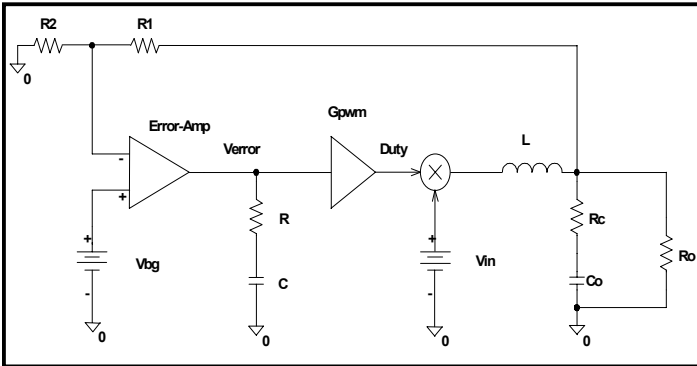 R2 R1
0
Gpwm
Error-Amp Verror Duty L
-
+
R Rc
+ + Ro
Vbg Vin
C Co
- -
0 0 0 0